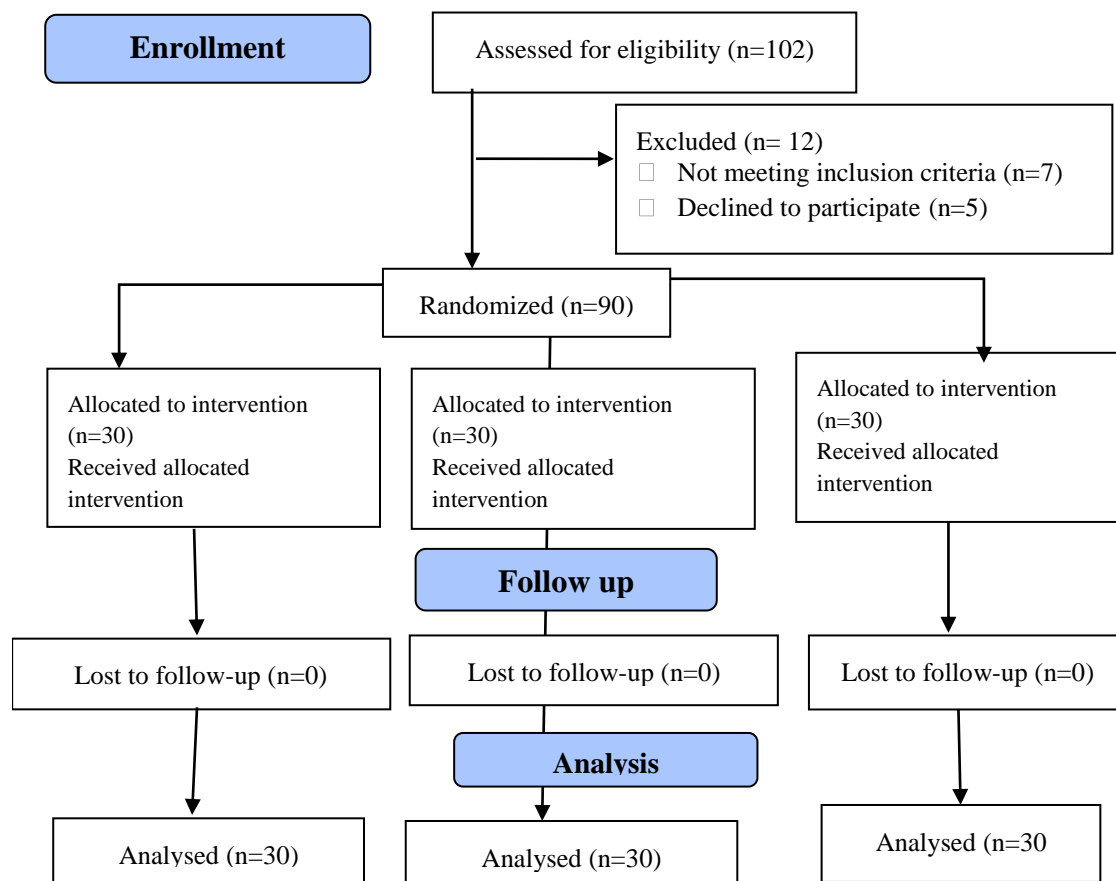 Enrollment
Assessed for eligibility (n=102)
Excluded (n= 12)
Not meeting inclusion criteria (n=7)
Declined to participate (n=5)
Randomized (n=90)
Allocated to intervention
(n=30)
Received allocated
intervention
Allocated to intervention
(n=30)
Received allocated
intervention
Allocated to intervention
(n=30)
Received allocated
intervention
Follow up
Lost to follow-up (n=0)
Lost to follow-up (n=0)
Lost to follow-up (n=0)
Analysis
Analysed (n=30)
Analysed (n=30)
Analysed (n=30